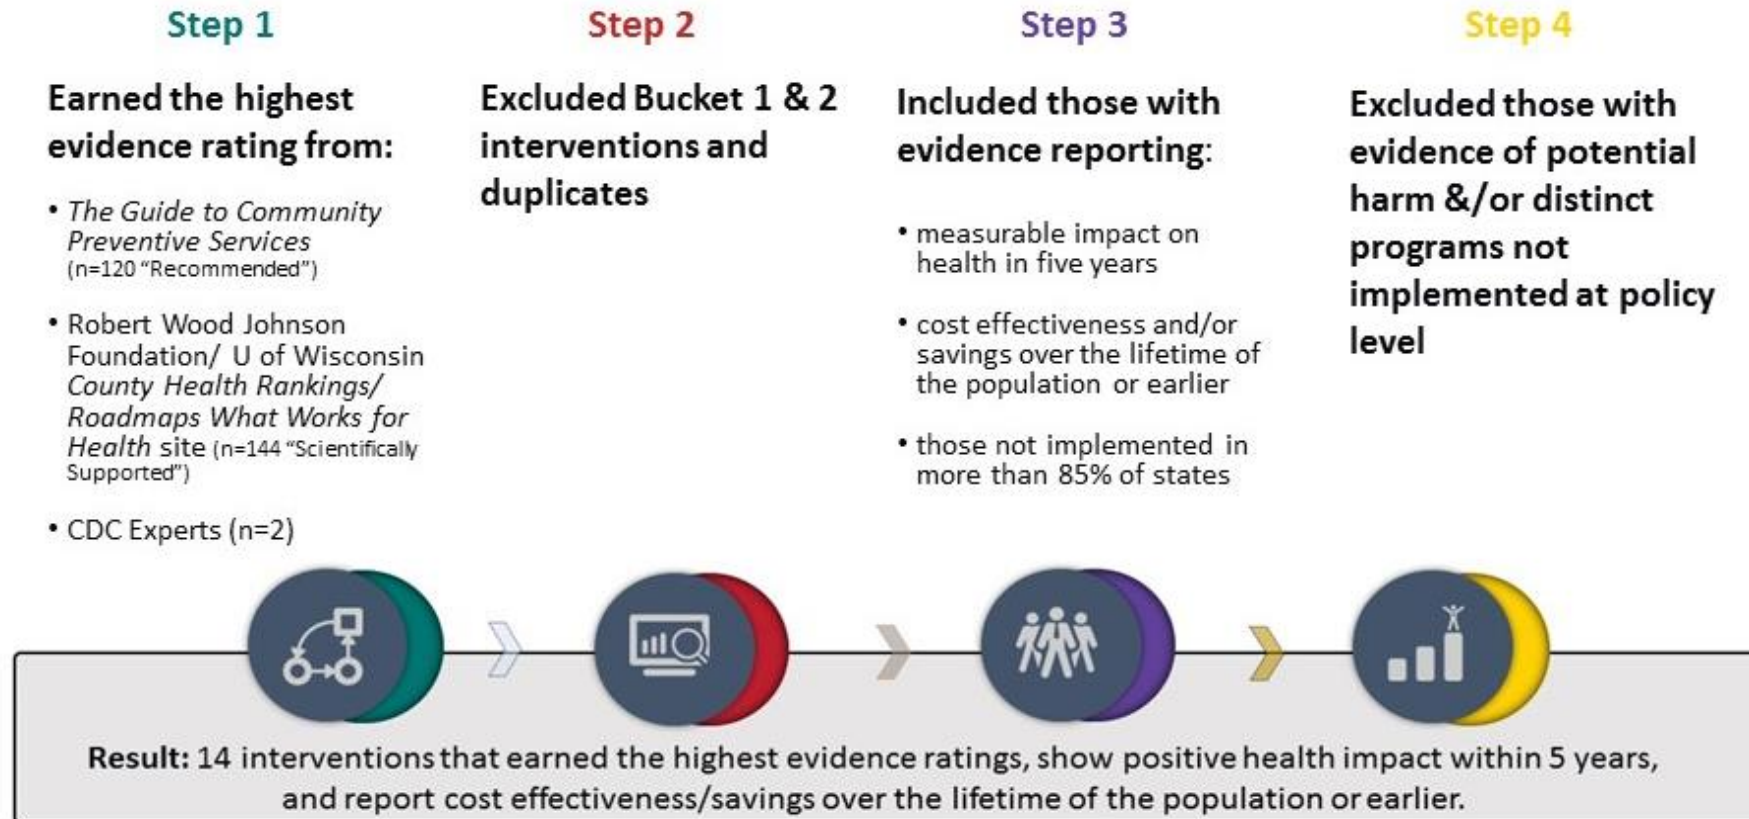 Step 1
Earned the highest
evidence rating from:
• The Guide to Community
Preventive Services
(n=120 “Recommended”)
• Robert Wood Johnson
Foundation/ U of Wisconsin
County Health Rankings/
Roadmaps What Works for
Health site (n=144 “Scientifically
Supported”)
• CDC Experts (n=2)
Step 2
Excluded Bucket 1 & 2
interventions and
duplicates
Step 3
Included those with
evidence reporting:
• measurable impact on
health in five years
• cost effectiveness and/or
savings over the lifetime of
the population or earlier
• those not implemented in
more than 85% of states
Step 4
Excluded those with
evidence of potential
harm &/or distinct
programs not
implemented at policy
level
Result: 14 interventions that earned the highest evidence ratings, show positive health impact within 5 years,
and report cost effectiveness/savings over the lifetime of the population or earlier.